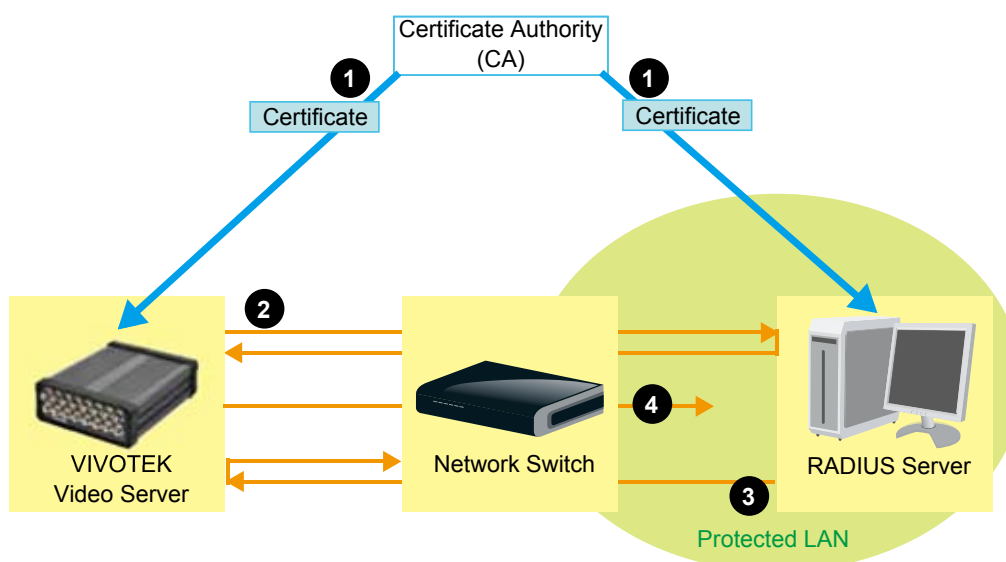 Certificate Authority
(CA)
1
1
Certificate
Certificate
2
4
VIVOTEK
Video Server
Network Switch
RADIUS Server
3
Protected LAN